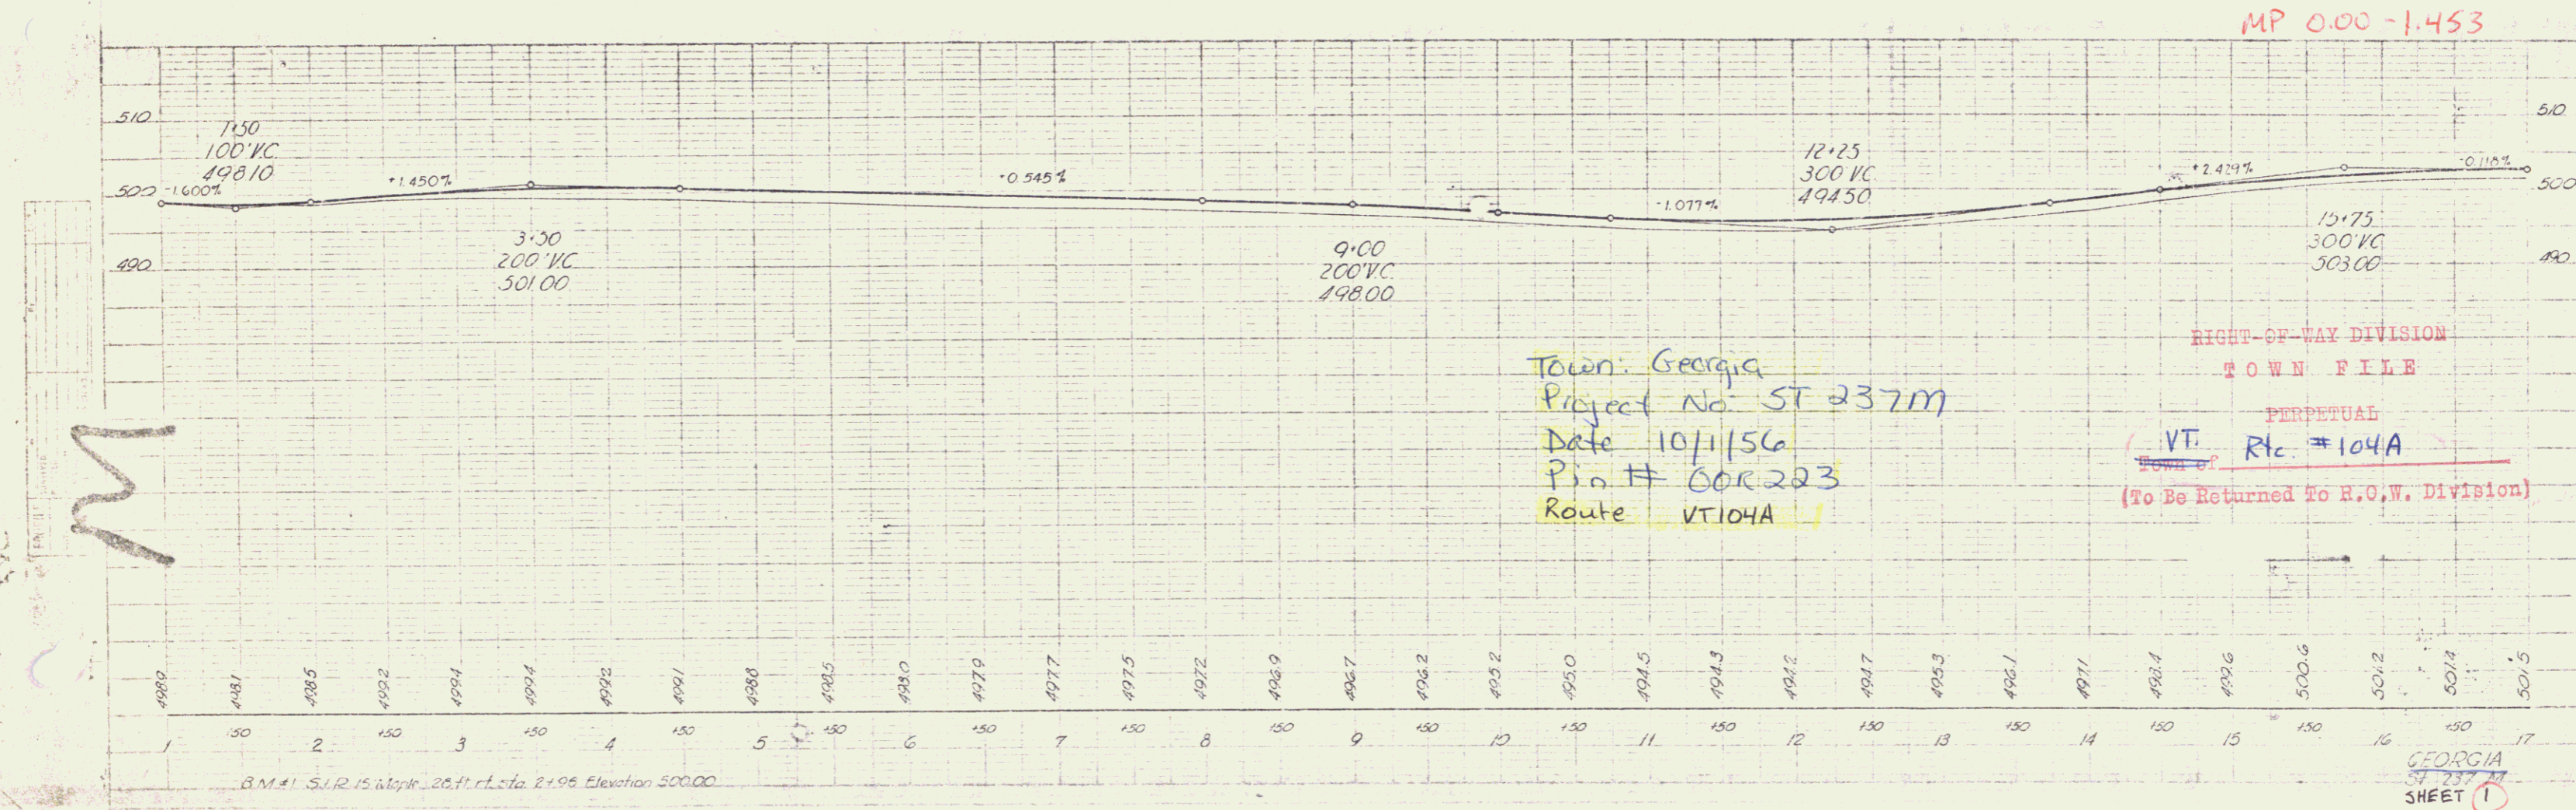 MP 0.00 - 1.453
510
510
1+50
100' V.C.
498.10
500
-1.600%
+1.450%
-0.545%
-1.077%
12+25
300' V.C.
494.50
+2.429%
-0.118%
500
490
3+50
200' V.C.
501.00
9+00
200' V.C.
498.00
15+75
300' V.C.
503.00
490
RIGHT-OF-WAY DIVISION
TOWN FILE
PERPETUAL
VT. Rte. #104A
Town of
(To Be Returned To R.O.W. Division)
Town: Georgia
Project No: ST 237M
Date 10/1/56
Pin # 00R223
Route VT104A
M
498.9 498.1 498.5 499.2 499.4 499.4 499.2 499.1 498.8 498.5 498.0 497.9 497.7 497.5 497.2 496.9 496.7 496.2 495.2 495.0 494.5 494.3 494.2 494.7 495.3 496.1 497.1 498.4 499.6 500.6 501.2 501.4 501.5
1 +50 2 +50 3 +50 4 +50 5 +50 6 +50 7 +50 8 +50 9 +50 10 +50 11 +50 12 +50 13 +50 14 +50 15 +50 16 +50 17
B.M #1 S.I.R. 15" Maple 28 ft. rt. sta. 2+98 Elevation 500.00
GEORGIA
ST 237 M
SHEET 1